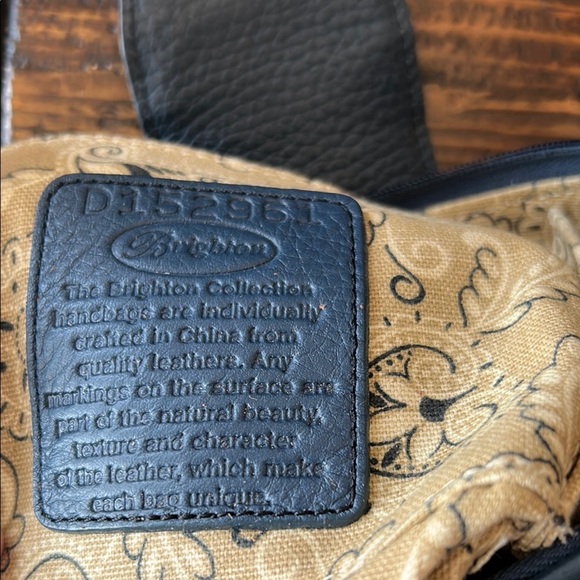 D152961
Brighton
The Brighton Collection
handbags are individually
crafted in China from
quality leathers. Any
markings on the surface are
part of the natural beauty,
texture and character
of the leather, which make
each bag unique.